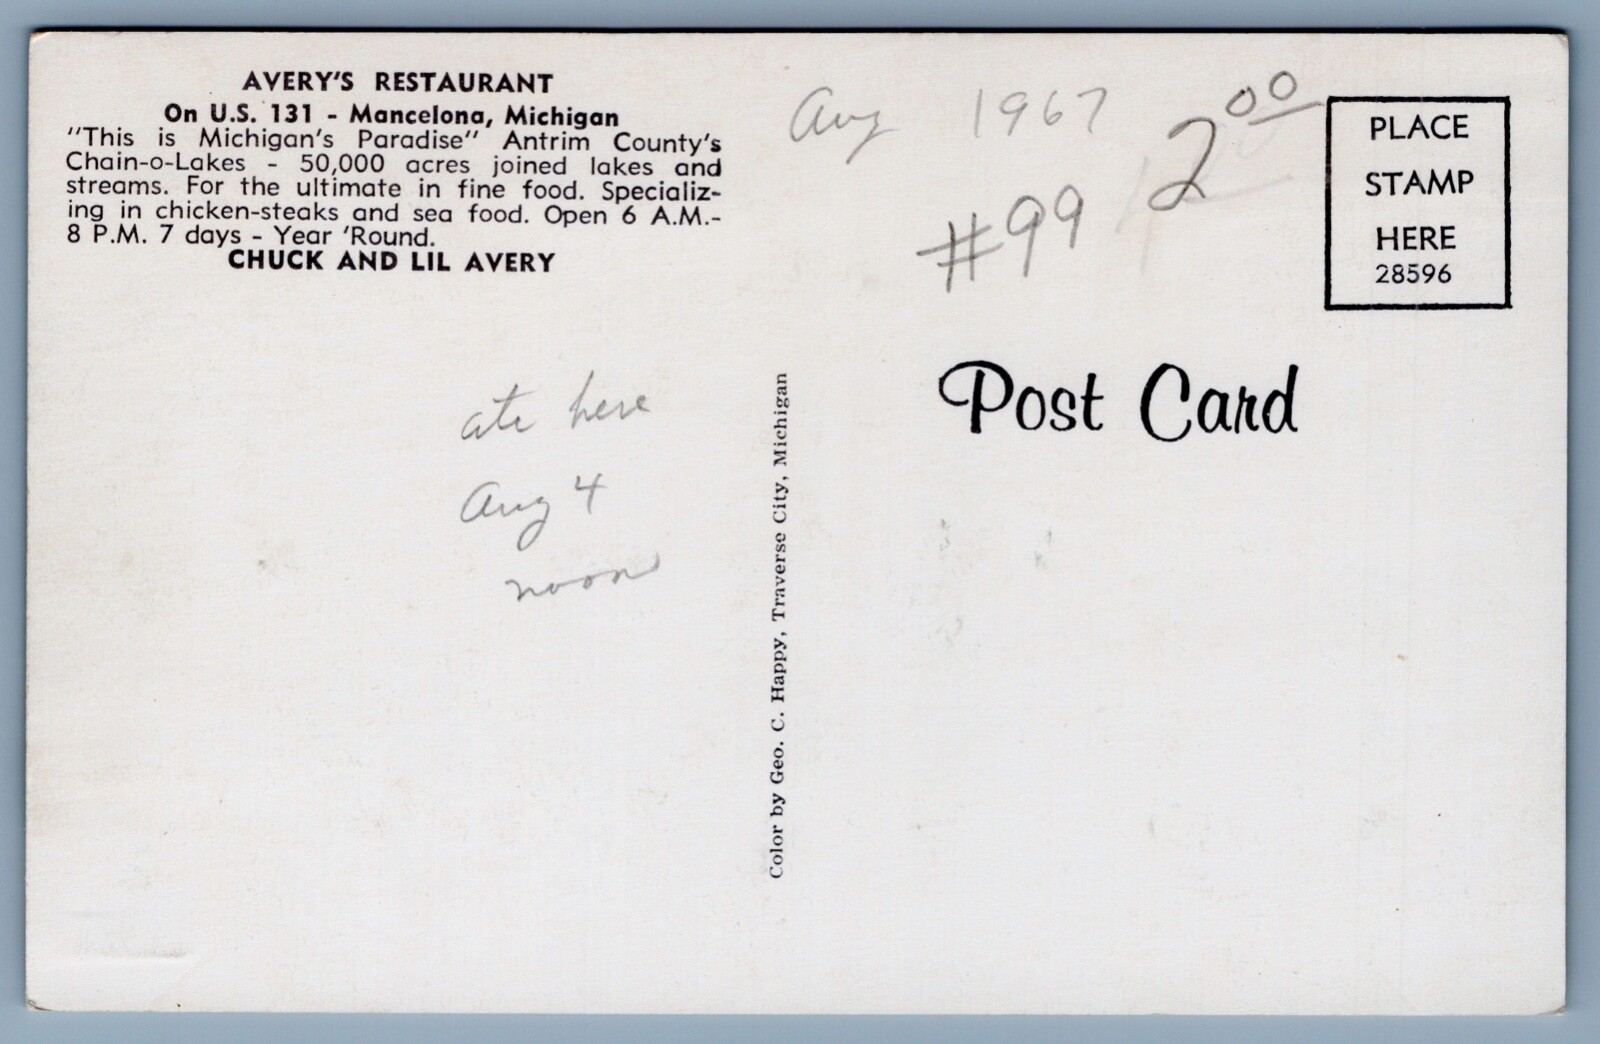 AVERY'S RESTAURANT
On U.S. 131 - Mancelona, Michigan
"This is Michigan's Paradise" Antrim County's
Chain-o-Lakes - 50,000 acres joined lakes and
streams. For the ultimate in fine food. Specializ-
ing in chicken-steaks and sea food. Open 6 A.M.-
8 P.M. 7 days - Year 'Round.
CHUCK AND LIL AVERY
ate here
Aug 4
noon
Color by Geo. C. Happy, Traverse City, Michigan
Aug 1967
#99
2 00
PLACE
STAMP
HERE
28596
Post Card